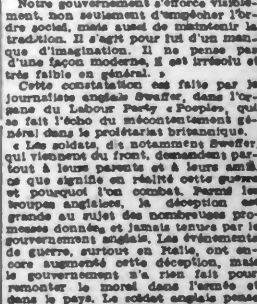 Notre gouvernement s'efforce visible-
ment, non seulement d'empêcher l'or-
dre social, mais aussi de maintenir la
tradition. Il s'agit pour lui d'un man-
que d'imagination. Il ne pense pas
d'une façon moderne, il est irrésolu et
très faible en général. »
Cette constatation est faite par le
journaliste anglais Sweffer, dans l'or-
gane du Labour Party « Foepople » qui
se fait l'écho du mécontentement gé-
néral dans le prolétariat britannique.
« Les soldats, dit notamment Sweffer,
qui viennent du front, demandent par-
tout à leurs parents et à leurs amis
ce que signifie en réalité cette guerre
et pourquoi l'on combat. Parmi les
troupes anglaises, la déception est
grande au sujet des nombreuses pro-
messes données et jamais tenues par le
gouvernement anglais. Les événements
de guerre, surtout en Italie, ont en-
core augmenté cette déception, mais
le gouvernement n'a rien fait pour
remonter le moral dans l'armée et
dans le pays. Le soldat anglais pense